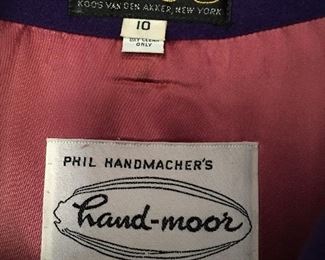 KOOS VAN DEN AKKER, NEW YORK
10
DRY CLEAN
ONLY
PHIL HANDMACHER'S
hand-moor